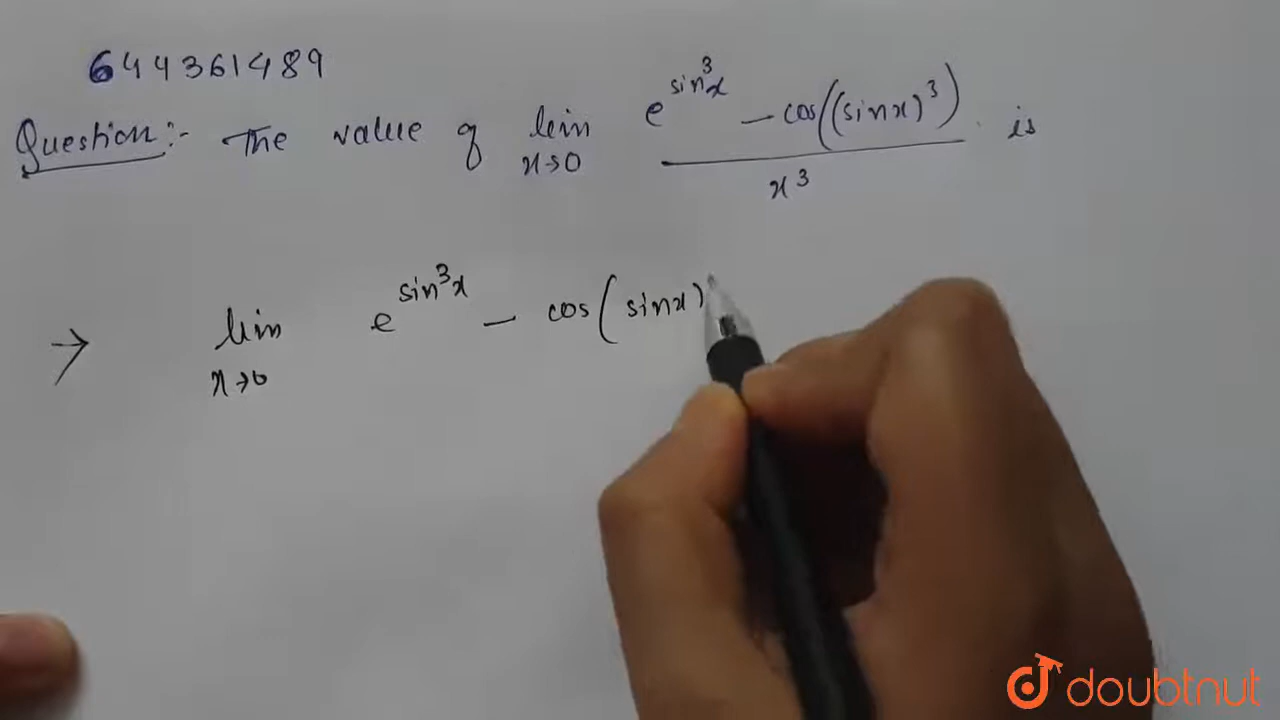 644361489
Question:- The value of lim x→0 e^sin³x - cos((sinx)³) / x³ is
→ lim x→0 e^sin³x - cos(sinx)
doubtnut